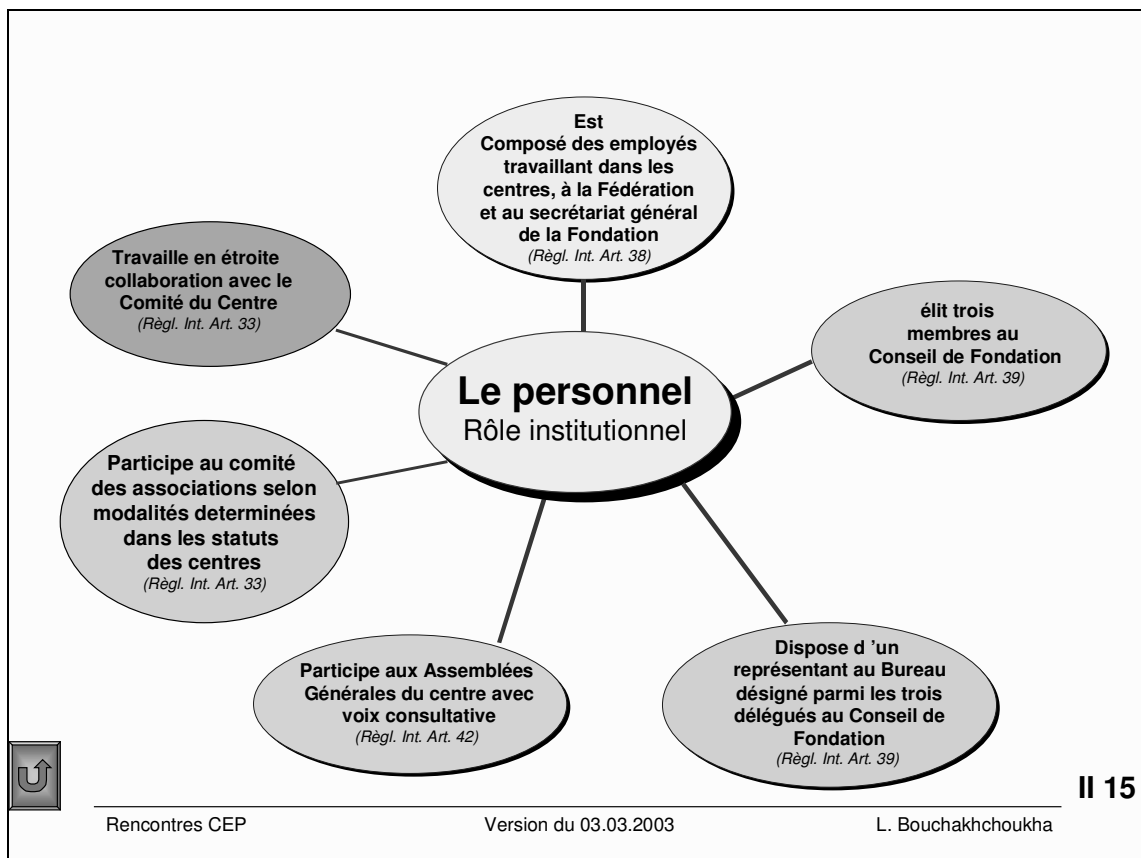 Est
Composé des employés
travaillant dans les
centres, à la Fédération
et au secrétariat général
de la Fondation
(Règl. Int. Art. 38)
Travaille en étroite
collaboration avec le
Comité du Centre
(Règl. Int. Art. 33)
élit trois
membres au
Conseil de Fondation
(Règl. Int. Art. 39)
Le personnel
Rôle institutionnel
Participe au comité
des associations selon
modalités determinées
dans les statuts
des centres
(Règl. Int. Art. 33)
Participe aux Assemblées
Générales du centre avec
voix consultative
(Règl. Int. Art. 42)
Dispose d ’un
représentant au Bureau
désigné parmi les trois
délégués au Conseil de
Fondation
(Règl. Int. Art. 39)
II 15
Rencontres CEP Version du 03.03.2003 L. Bouchakhchoukha